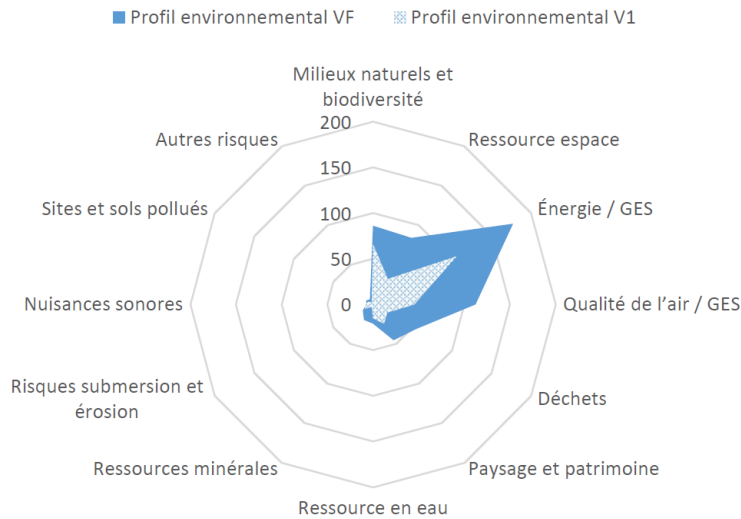 Profil environnemental VF
Profil environnemental V1
Milieux naturels et
biodiversité
200
Autres risques
Ressource espace
150
Sites et sols pollués
Énergie / GES
100
50
Nuisances sonores
0
Qualité de l’air / GES
Risques submersion et
érosion
Déchets
Ressources minérales
Paysage et patrimoine
Ressource en eau